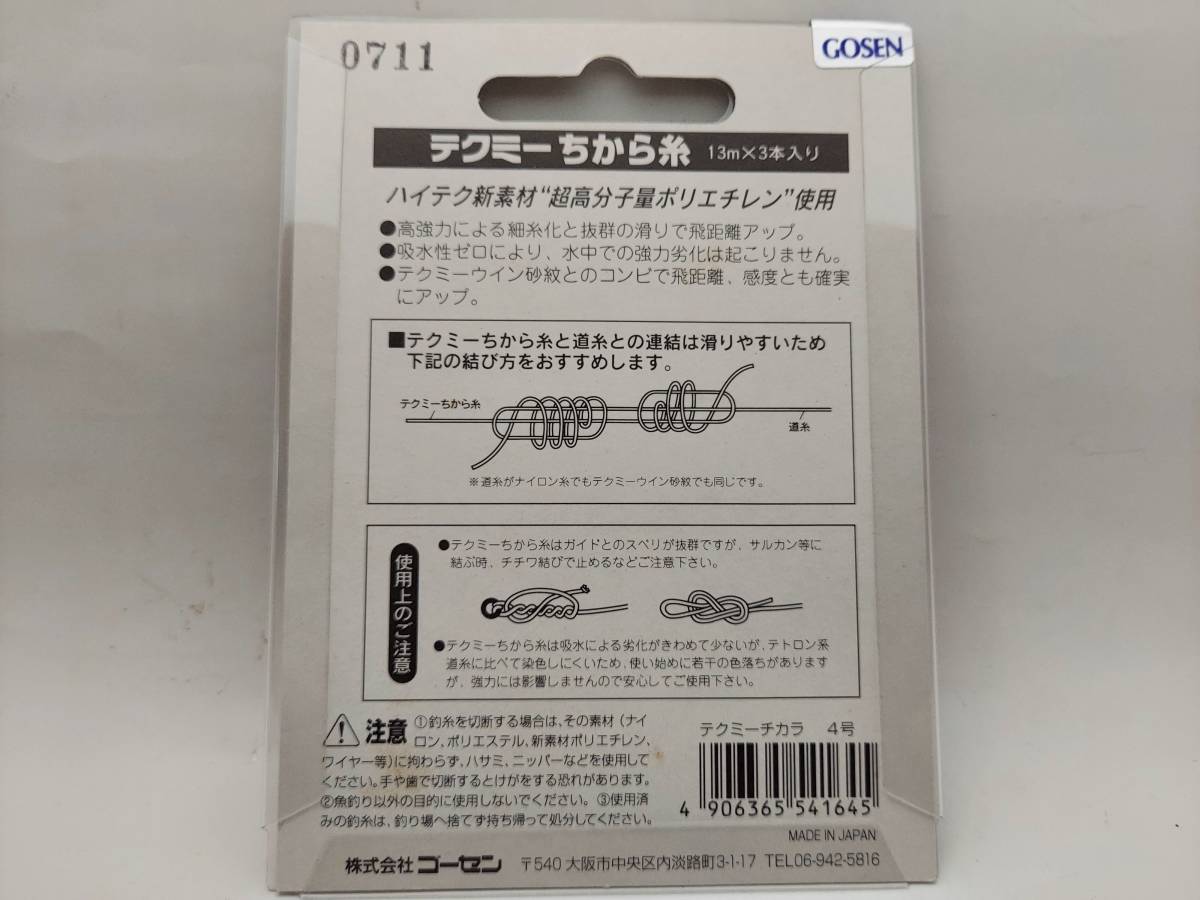 0711
GOSEN
テクミーちから糸 13m×3本入り
ハイテク新素材“超高分子量ポリエチレン”使用
●高強力による細糸化と抜群の滑りで飛距離アップ。
●吸水性ゼロにより、水中での強力劣化は起こりません。
●テクミーウイン砂紋とのコンビで飛距離、感度とも確実
にアップ。
■テクミーちから糸と道糸との連結は滑りやすいため
下記の結び方をおすすめします。
テクミーちから糸
道糸
※道糸がナイロン糸でもテクミーウイン砂紋でも同じです。
使用上のご注意
●テクミーちから糸はガイドとのスベリが抜群ですが、サルカン等に
結ぶ時、チチワ結びで止めるなどご注意下さい。
●テクミーちから糸は吸水による劣化がきわめて少ないが、テトロン系
道糸に比べて染色しにくいため、使い始めに若干の色落ちがあります
が、強力には影響しませんので安心してご使用下さい。
注意 ①釣糸を切断する場合は、その素材（ナイ
ロン、ポリエステル、新素材ポリエチレン、
ワイヤー等）に拘わらず、ハサミ、ニッパーなどを使用して
ください。手や歯で切断するとけがをする恐れがあります。
②魚釣り以外の目的に使用しないでください。③使用済
みの釣糸は、釣り場へ捨てず持ち帰って処分してください。
テクミーチカラ 4号
4 906365 541645
MADE IN JAPAN
株式会社 ゴーセン 〒540 大阪市中央区内淡路町3-1-17 TEL06-942-5816